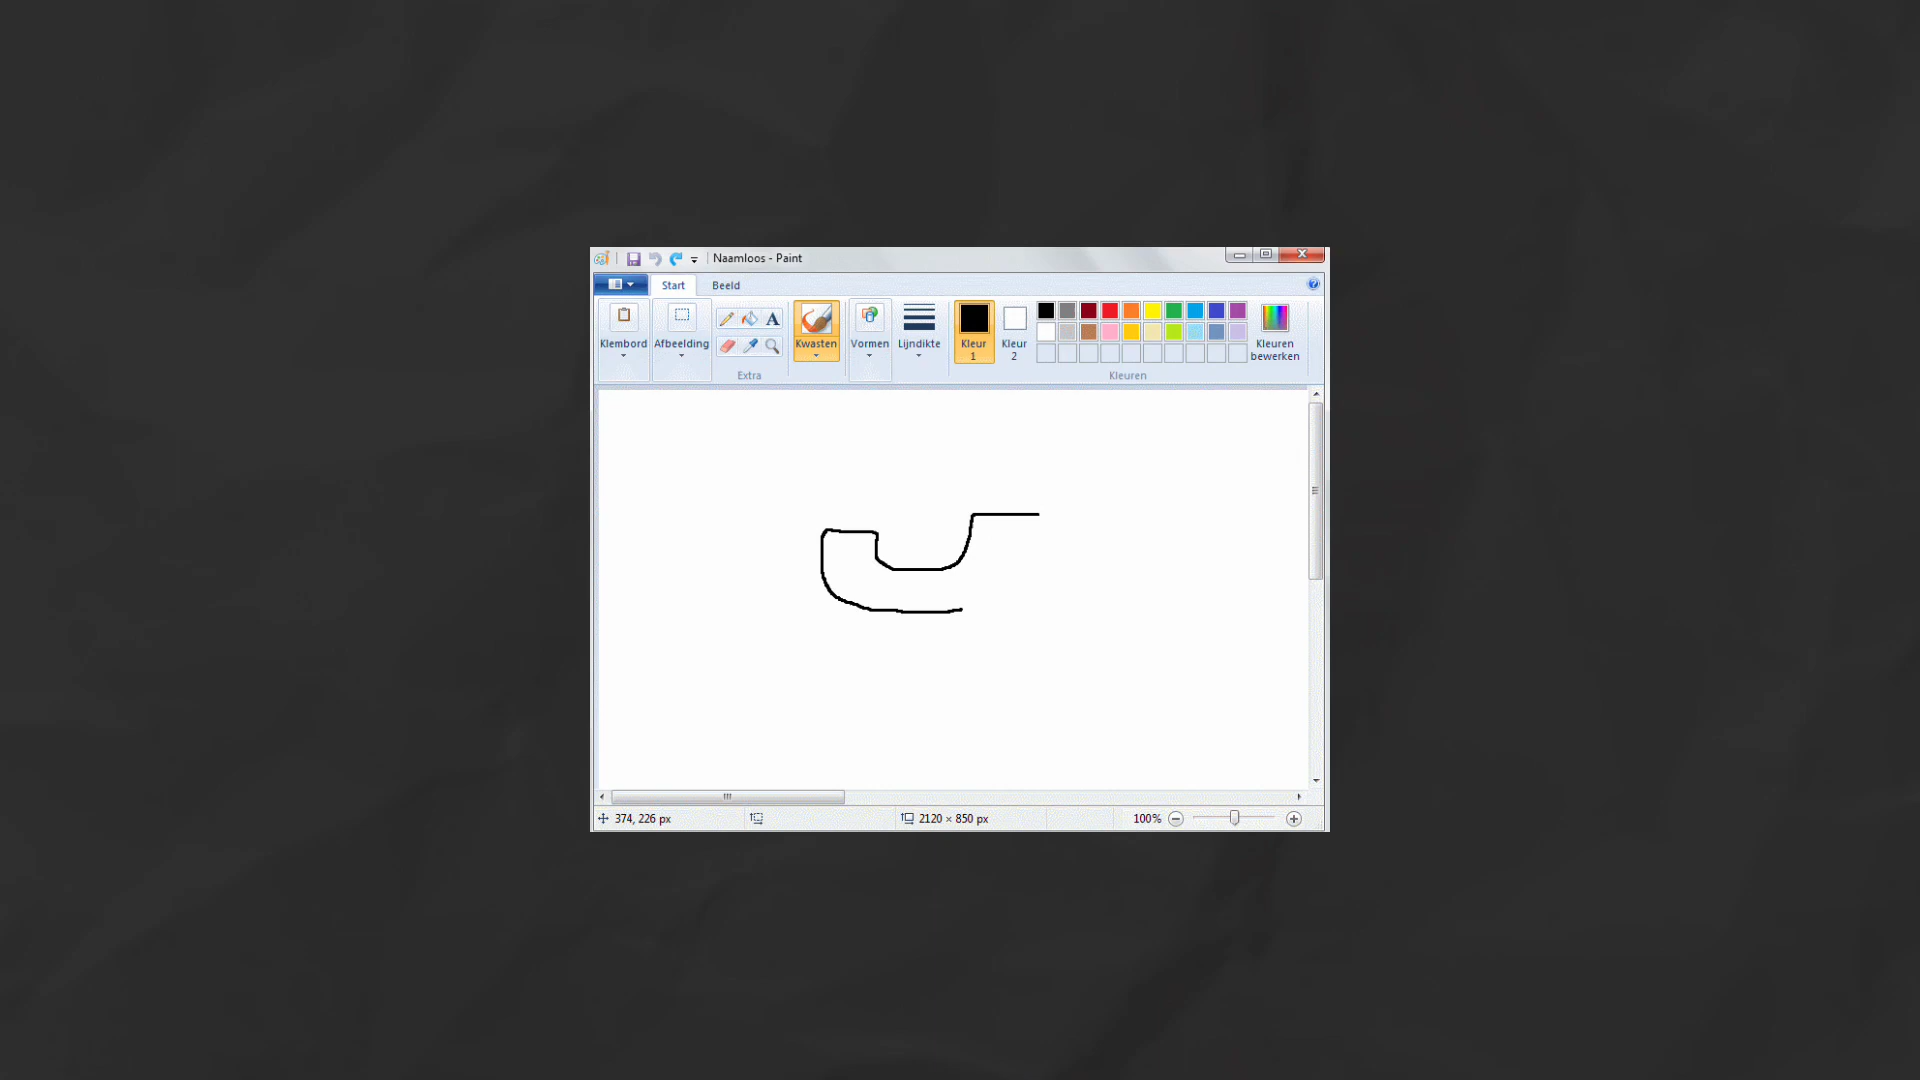 Naamloos - Paint
Start Beeld
Klembord Afbeelding Kwasten Vormen Lijndikte Kleur 1 Kleur 2 Kleuren bewerken
Extra Kleuren
374, 226 px 2120 × 850 px 100%